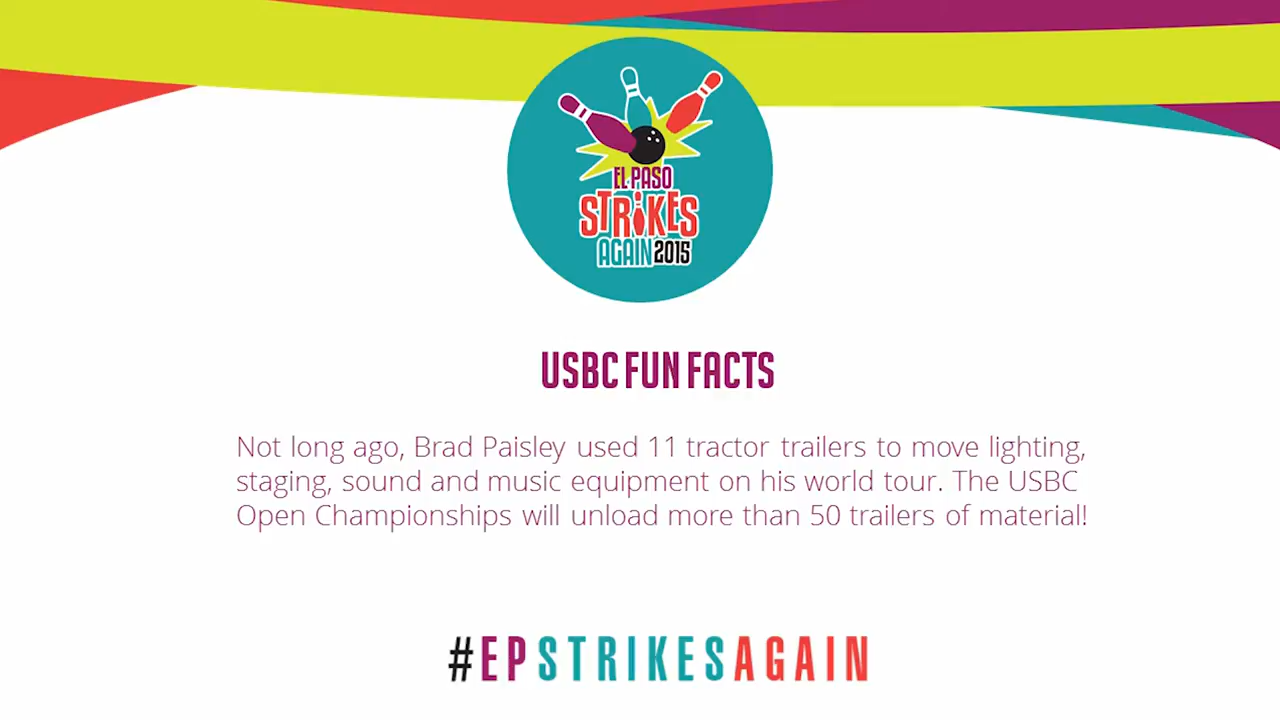 EL PASO
STRIKES
AGAIN 2015
USBC FUN FACTS
Not long ago, Brad Paisley used 11 tractor trailers to move lighting,
staging, sound and music equipment on his world tour. The USBC
Open Championships will unload more than 50 trailers of material!
#EPSTRIKESAGAIN